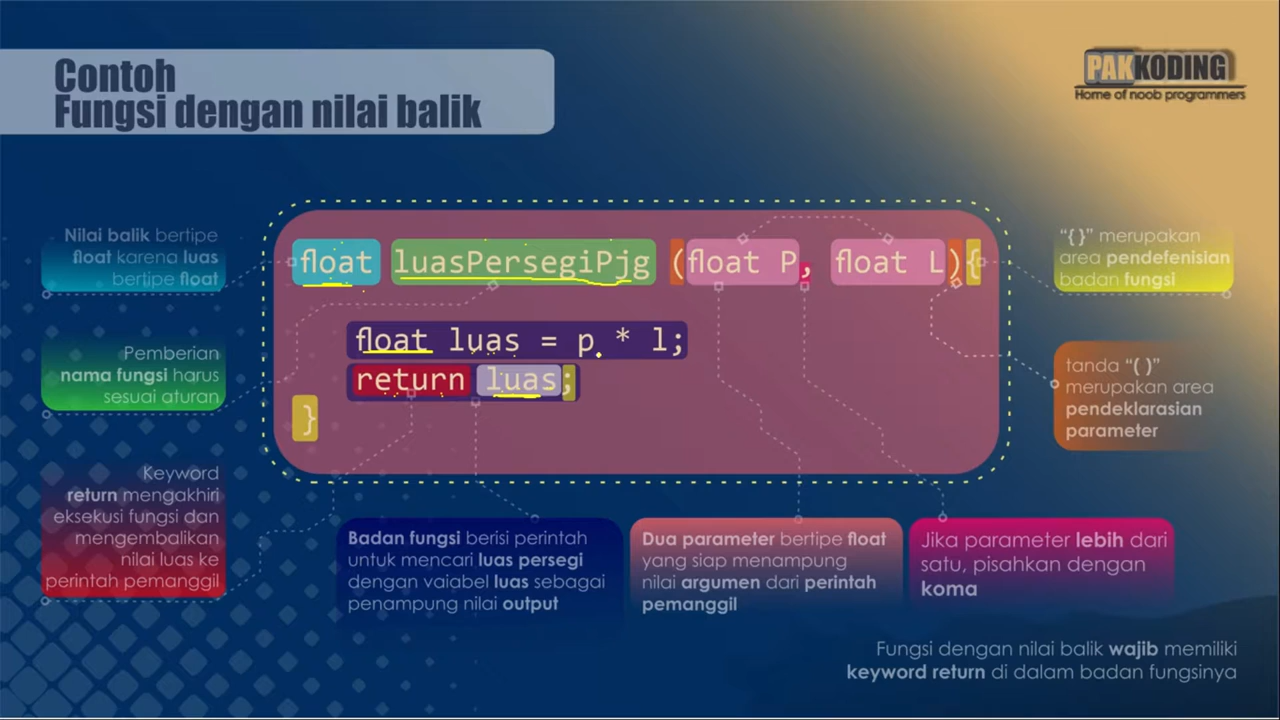 Contoh
Fungsi dengan nilai balik
PAKKODING
Home of noob programmers
Nilai balik bertipe
float karena luas
bertipe float
Pemberian
nama fungsi harus
sesuai aturan
Keyword
return mengakhiri
eksekusi fungsi dan
mengembalikan
nilai luas ke
perintah pemanggil
float luasPersegiPjg (float P, float L){
float luas = p * l;
return luas;
}
"{ }" merupakan
area pendefenisian
badan fungsi
tanda "( )"
merupakan area
pendeklarasian
parameter
Badan fungsi berisi perintah
untuk mencari luas persegi
dengan vaiabel luas sebagai
penampung nilai output
Dua parameter bertipe float
yang siap menampung
nilai argumen dari perintah
pemanggil
Jika parameter lebih dari
satu, pisahkan dengan
koma
Fungsi dengan nilai balik wajib memiliki
keyword return di dalam badan fungsinya